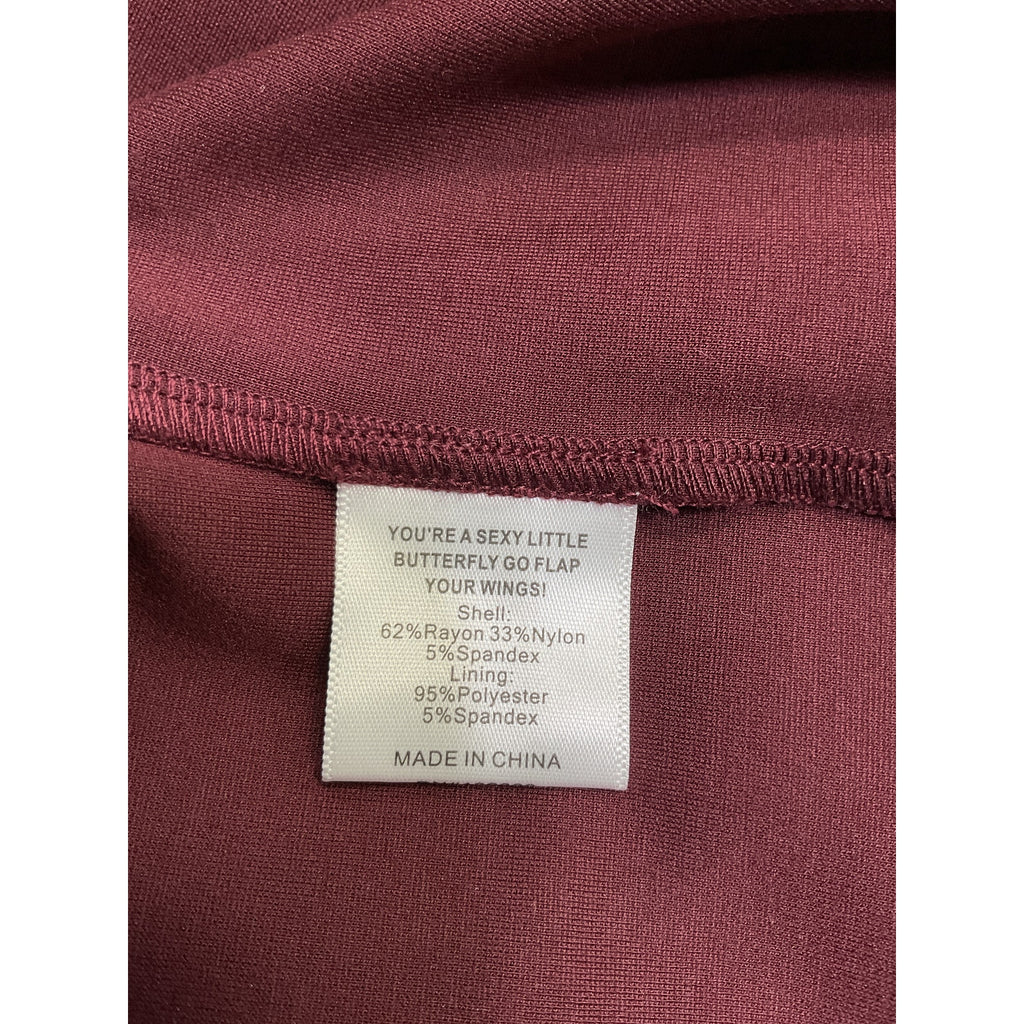 YOU'RE A SEXY LITTLE
BUTTERFLY GO FLAP
YOUR WINGS!
Shell:
62%Rayon 33%Nylon
5%Spandex
Lining:
95%Polyester
5%Spandex
MADE IN CHINA